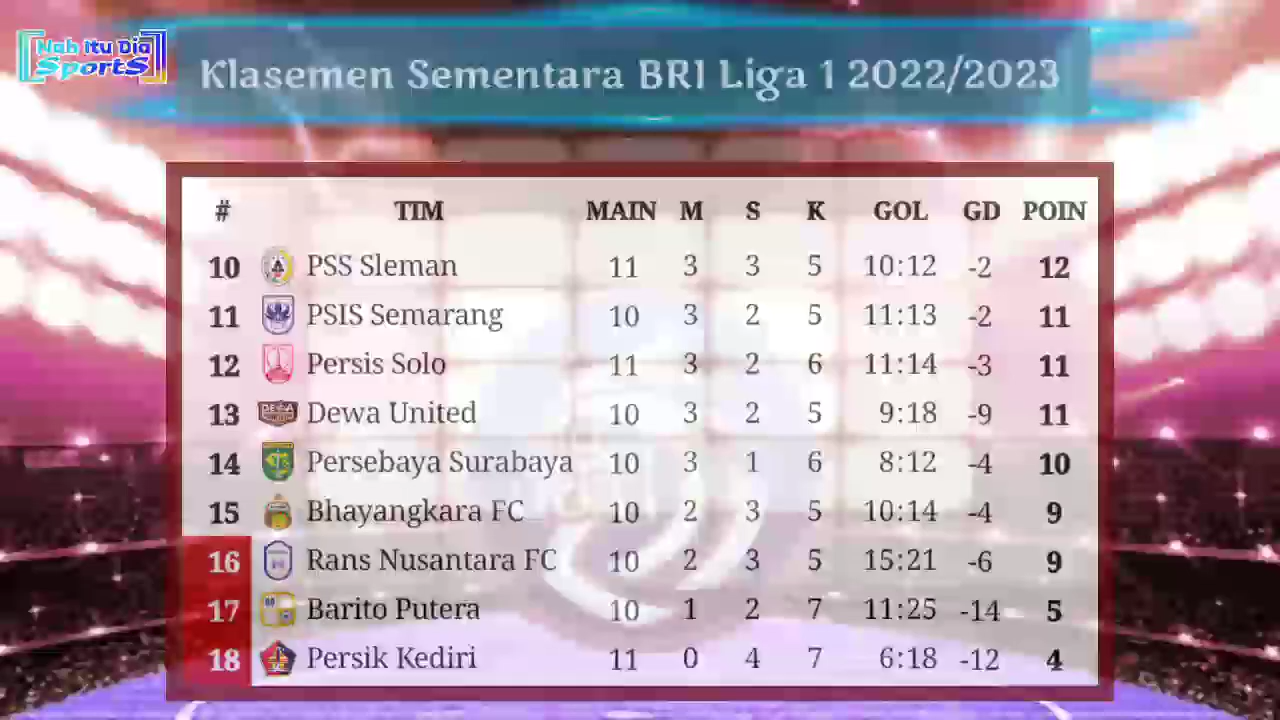 Nah Itu Dia
Sports
Klasemen Sementara BRI Liga 1 2022/2023
# TIM MAIN M S K GOL GD POIN
10 PSS Sleman 11 3 3 5 10:12 -2 12
11 PSIS Semarang 10 3 2 5 11:13 -2 11
12 Persis Solo 11 3 2 6 11:14 -3 11
13 Dewa United 10 3 2 5 9:18 -9 11
14 Persebaya Surabaya 10 3 1 6 8:12 -4 10
15 Bhayangkara FC 10 2 3 5 10:14 -4 9
16 Rans Nusantara FC 10 2 3 5 15:21 -6 9
17 Barito Putera 10 1 2 7 11:25 -14 5
18 Persik Kediri 11 0 4 7 6:18 -12 4